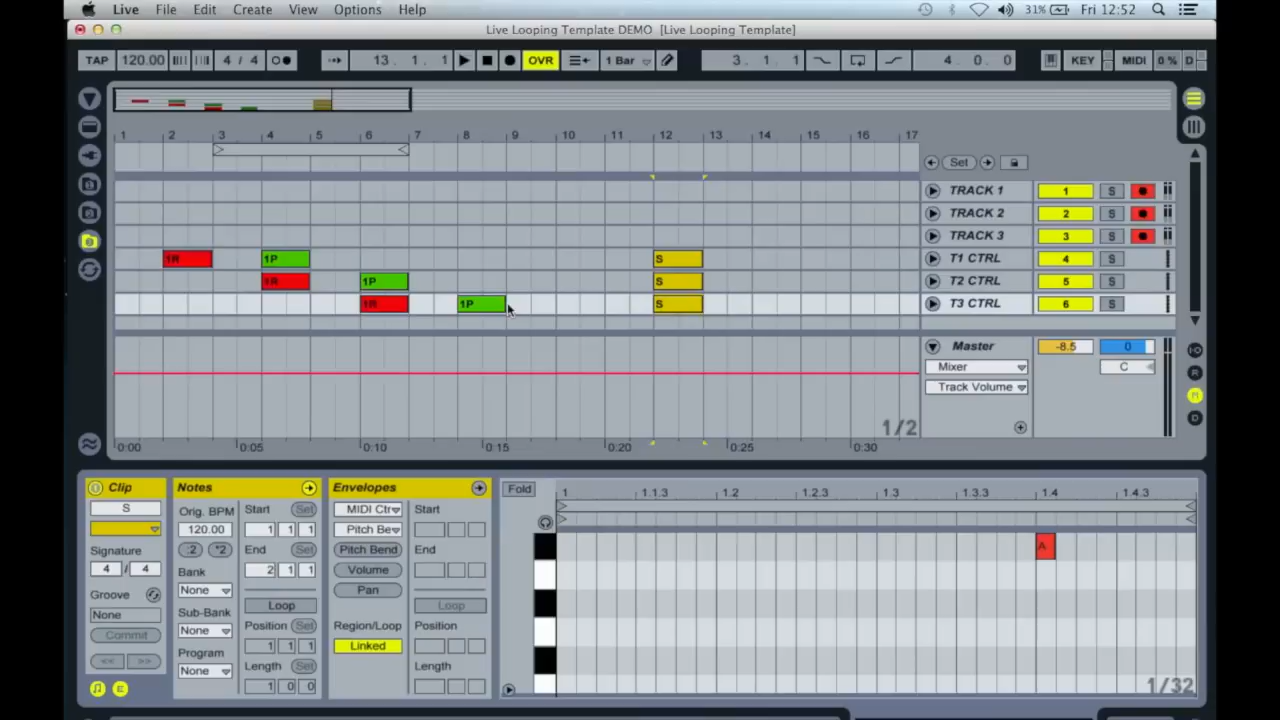 Live File Edit Create View Options Help 31% Fri 12:52
Live Looping Template DEMO [Live Looping Template]
TAP 120.00 4 / 4 13. 1. 1 OVR 1 Bar 3. 1. 1 4. 0. 0 KEY MIDI 0 % D
1 2 3 4 5 6 7 8 9 10 11 12 13 14 15 16 17
Set
TRACK 1 1 S
TRACK 2 2 S
TRACK 3 3 S
1R 1P S T1 CTRL 4 S
1R 1P S T2 CTRL 5 S
1R 1P S T3 CTRL 6 S
Master -8.5 0
Mixer C
Track Volume
1/2
0:00 0:05 0:10 0:15 0:20 0:25 0:30
Clip Notes Envelopes Fold 1 1.1.3 1.2 1.2.3 1.3 1.3.3 1.4 1.4.3
S Orig. BPM Start Set MIDI Ctr Start
120.00 1 1 1 Pitch Be
Signature :2 *2 End Set Pitch Bend End A
4 / 4 Bank 2 1 1 Volume
Groove None Loop Pan Loop
None Sub-Bank Position Set Region/Loop Position
Commit None 1 1 1 Linked
<< >> Program Length Set Length
None 1 0 0 1/32